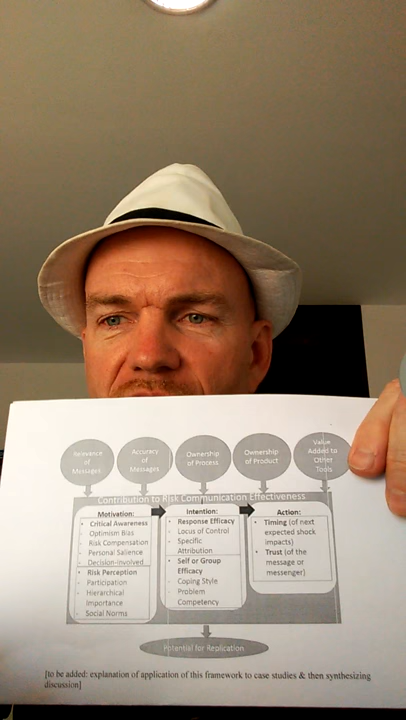 Relevance
of
Messages
Accuracy
of
Messages
Ownership
of Process
Ownership
of Product
Value
Added to
Other
Tools
Contribution to Risk Communication Effectiveness
Motivation:
• Critical Awareness
- Optimism Bias
- Risk Compensation
- Personal Salience
- Decision-involved
• Risk Perception
- Participation
- Hierarchical
Importance
- Social Norms
Intention:
• Response Efficacy
- Locus of Control
- Specific
Attribution
• Self or Group
Efficacy
- Coping Style
- Problem
Competency
Action:
• Timing (of next
expected shock
impacts)
• Trust (of the
message or
messenger)
Potential for Replication
[to be added: explanation of application of this framework to case studies & then synthesizing
discussion]